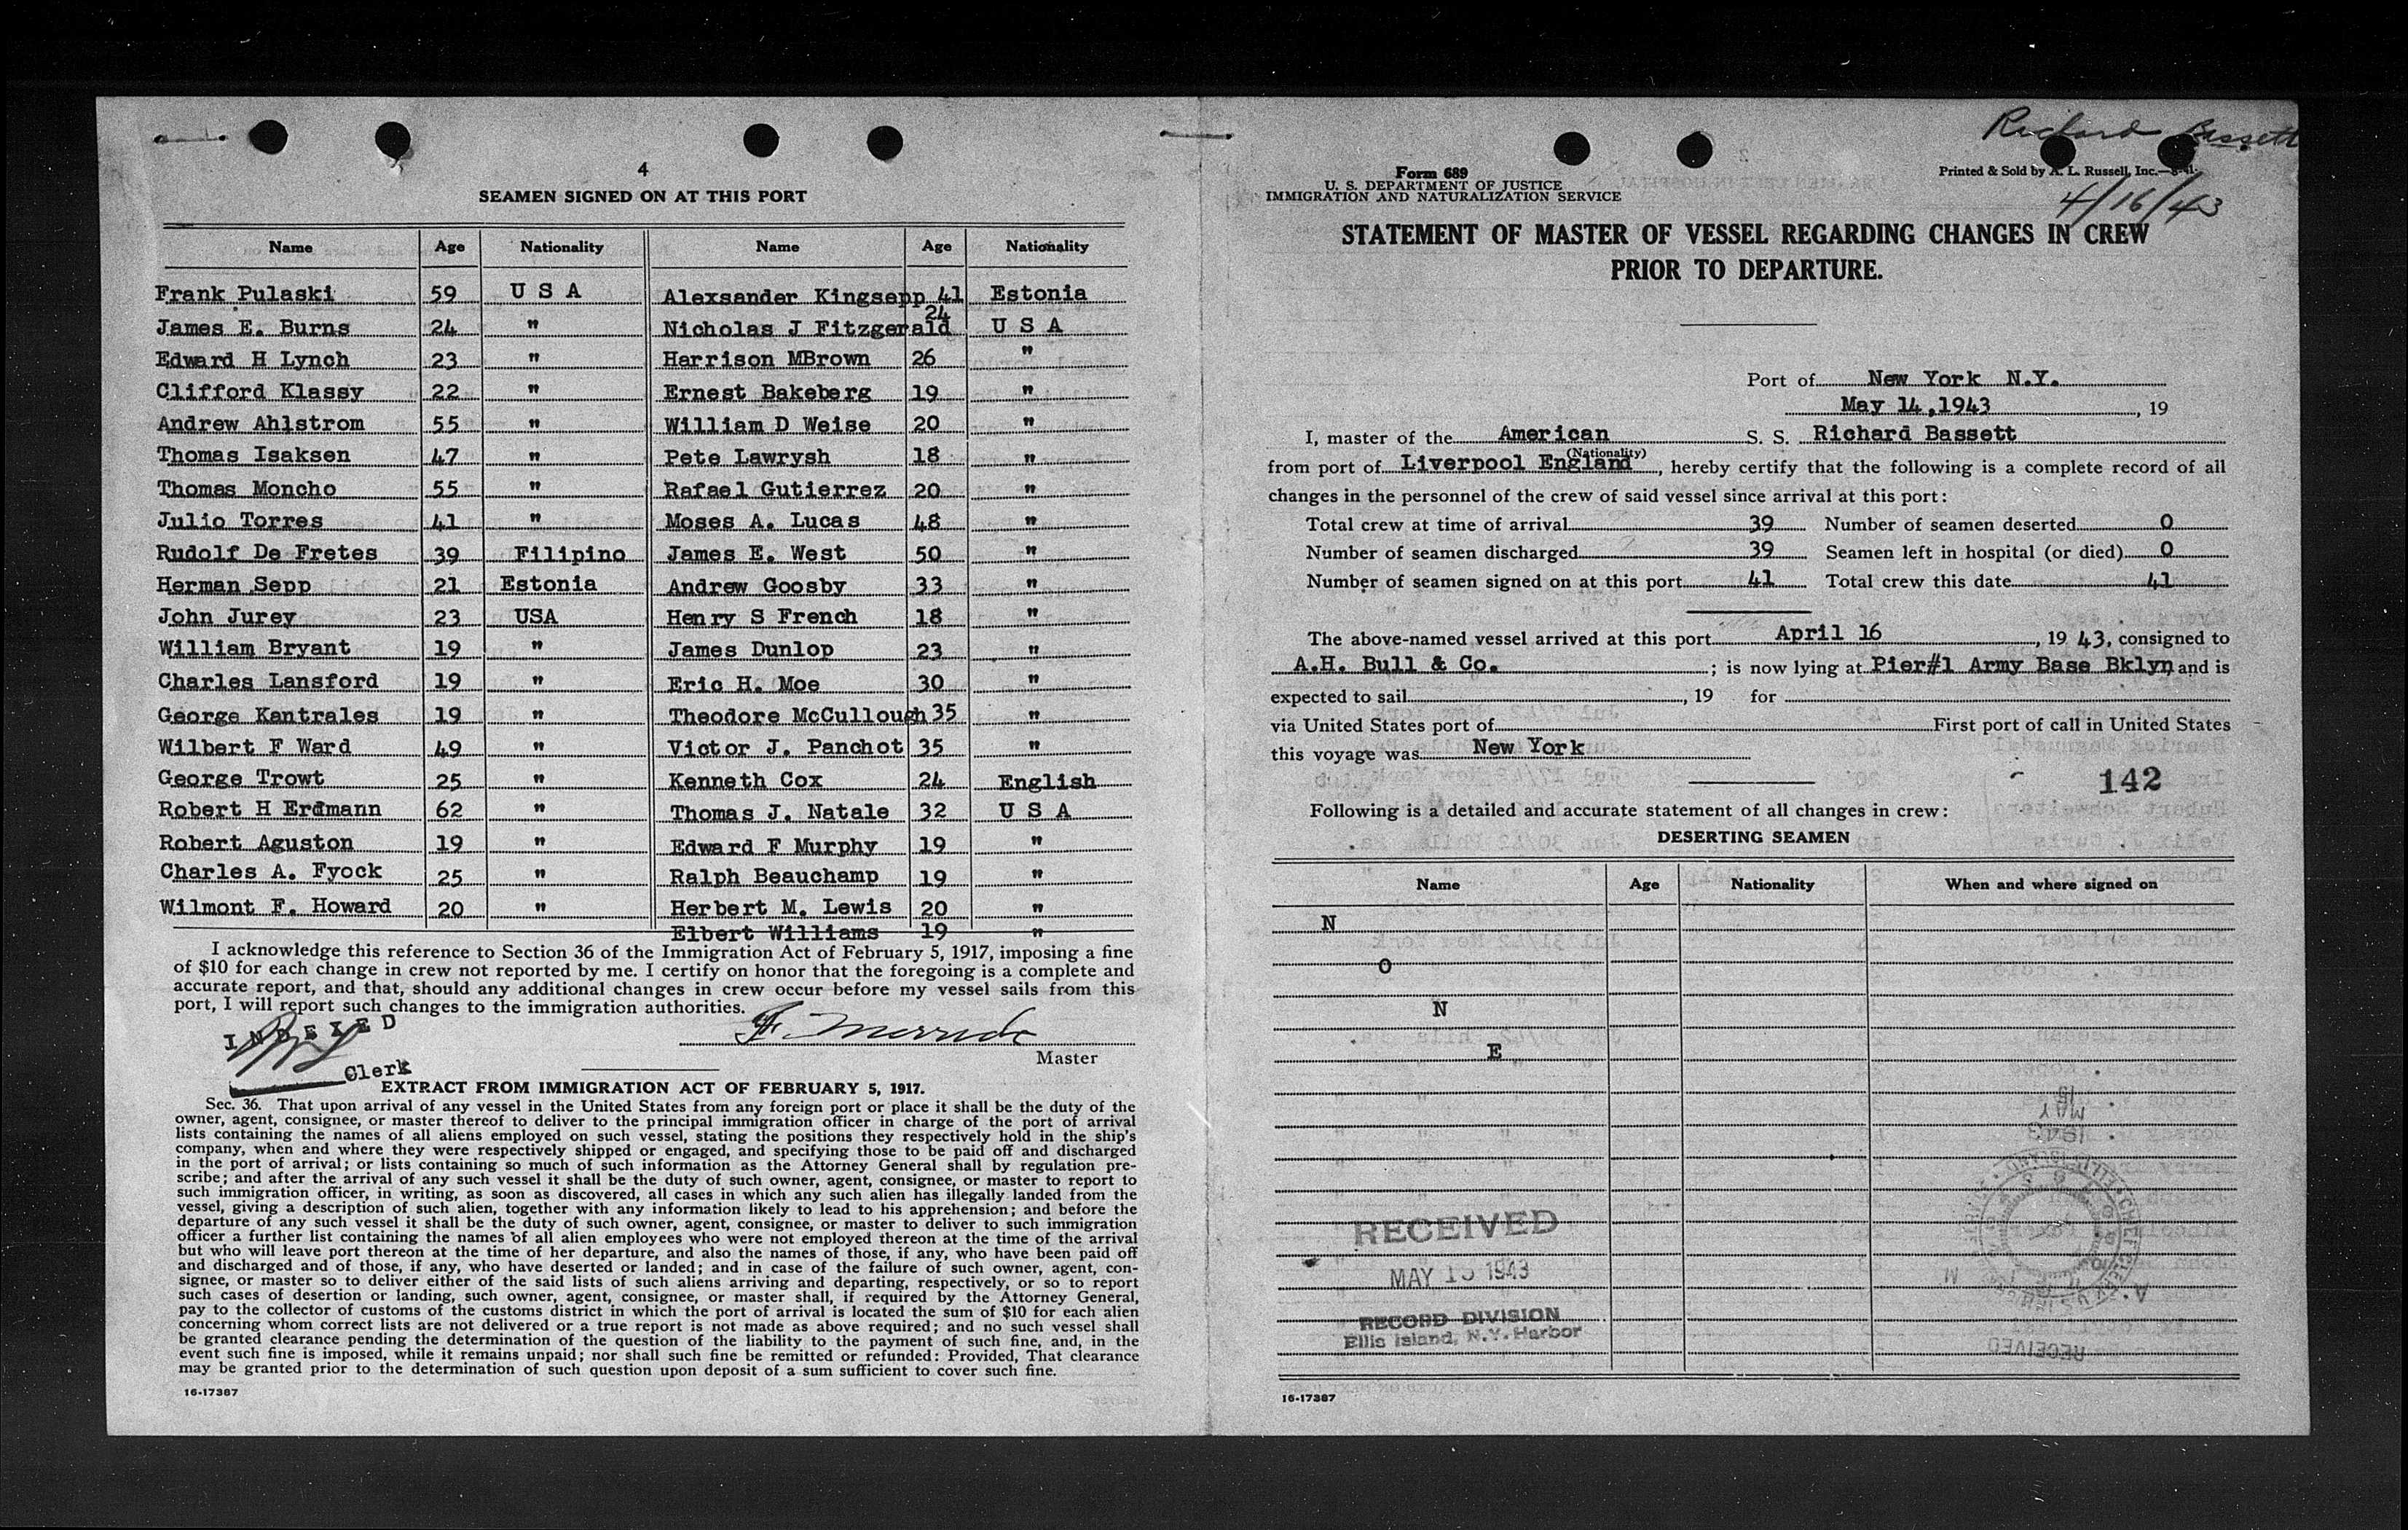 4
SEAMEN SIGNED ON AT THIS PORT
Name Age Nationality Name Age Nationality
Frank Pulaski 59 U S A Alexsander Kingsepp 41 Estonia
James E. Burns 24 " Nicholas J Fitzgerald 24 U S A
Edward H Lynch 23 " Harrison MBrown 26 "
Clifford Klassy 22 " Ernest Bakeberg 19 "
Andrew Ahlstrom 55 " William D Weise 20 "
Thomas Isaksen 47 " Pete Lawrysh 18 "
Thomas Moncho 55 " Rafael Gutierrez 20 "
Julio Torres 41 " Moses A. Lucas 48 "
Rudolf De Fretes 39 Filipino James E. West 50 "
Herman Sepp 21 Estonia Andrew Goosby 33 "
John Jurey 23 USA Henry S French 18 "
William Bryant 19 " James Dunlop 23 "
Charles Lansford 19 " Eric H. Moe 30 "
George Kantrales 19 " Theodore McCullough 35 "
Wilbert F Ward 49 " Victor J. Panchot 35 "
George Trowt 25 " Kenneth Cox 24 English
Robert H Erdmann 62 " Thomas J. Natale 32 U S A
Robert Aguston 19 " Edward F Murphy 19 "
Charles A. Fyock 25 " Ralph Beauchamp 19 "
Wilmont F. Howard 20 " Herbert M. Lewis 20 "
Elbert Williams 19 "
I acknowledge this reference to Section 36 of the Immigration Act of February 5, 1917, imposing a fine
of $10 for each change in crew not reported by me. I certify on honor that the foregoing is a complete and
accurate report, and that, should any additional changes in crew occur before my vessel sails from this
port, I will report such changes to the immigration authorities.
INDEXED
Clerk
Master
EXTRACT FROM IMMIGRATION ACT OF FEBRUARY 5, 1917.
Sec. 36. That upon arrival of any vessel in the United States from any foreign port or place it shall be the duty of the
owner, agent, consignee, or master thereof to deliver to the principal immigration officer in charge of the port of arrival
lists containing the names of all aliens employed on such vessel, stating the positions they respectively hold in the ship's
company, when and where they were respectively shipped or engaged, and specifying those to be paid off and discharged
in the port of arrival; or lists containing so much of such information as the Attorney General shall by regulation pre-
scribe; and after the arrival of any such vessel it shall be the duty of such owner, agent, consignee, or master to report to
such immigration officer, in writing, as soon as discovered, all cases in which any such alien has illegally landed from the
vessel, giving a description of such alien, together with any information likely to lead to his apprehension; and before the
departure of any such vessel it shall be the duty of such owner, agent, consignee, or master to deliver to such immigration
officer a further list containing the names of all alien employees who were not employed thereon at the time of the arrival
but who will leave port thereon at the time of her departure, and also the names of those, if any, who have been paid off
and discharged and of those, if any, who have deserted or landed; and in case of the failure of such owner, agent, con-
signee, or master so to deliver either of the said lists of such aliens arriving and departing, respectively, or so to report
such cases of desertion or landing, such owner, agent, consignee, or master shall, if required by the Attorney General,
pay to the collector of customs of the customs district in which the port of arrival is located the sum of $10 for each alien
concerning whom correct lists are not delivered or a true report is not made as above required; and no such vessel shall
be granted clearance pending the determination of the question of the liability to the payment of such fine, and, in the
event such fine is imposed, while it remains unpaid; nor shall such fine be remitted or refunded: Provided, That clearance
may be granted prior to the determination of such question upon deposit of a sum sufficient to cover such fine.
16-17387
Richard Bassett
Form 689
U. S. DEPARTMENT OF JUSTICE
IMMIGRATION AND NATURALIZATION SERVICE
Printed & Sold by A. L. Russell, Inc.
4/16/43
STATEMENT OF MASTER OF VESSEL REGARDING CHANGES IN CREW
PRIOR TO DEPARTURE.
Port of New York N.Y.
May 14,1943, 19
I, master of the American S. S. Richard Bassett
(Nationality)
from port of Liverpool England, hereby certify that the following is a complete record of all
changes in the personnel of the crew of said vessel since arrival at this port:
Total crew at time of arrival 39 Number of seamen deserted 0
Number of seamen discharged 39 Seamen left in hospital (or died) 0
Number of seamen signed on at this port 41 Total crew this date 41
The above-named vessel arrived at this port April 16, 19 43, consigned to
A.H. Bull & Co.; is now lying at Pier#1 Army Base Bklyn and is
expected to sail, 19 for
via United States port of First port of call in United States
this voyage was New York
142
Following is a detailed and accurate statement of all changes in crew:
DESERTING SEAMEN
Name Age Nationality When and where signed on
N
O
N
E
RECEIVED
MAY 15 1943
RECORD DIVISION
Ellis Island, N.Y. Harbor
16-17387